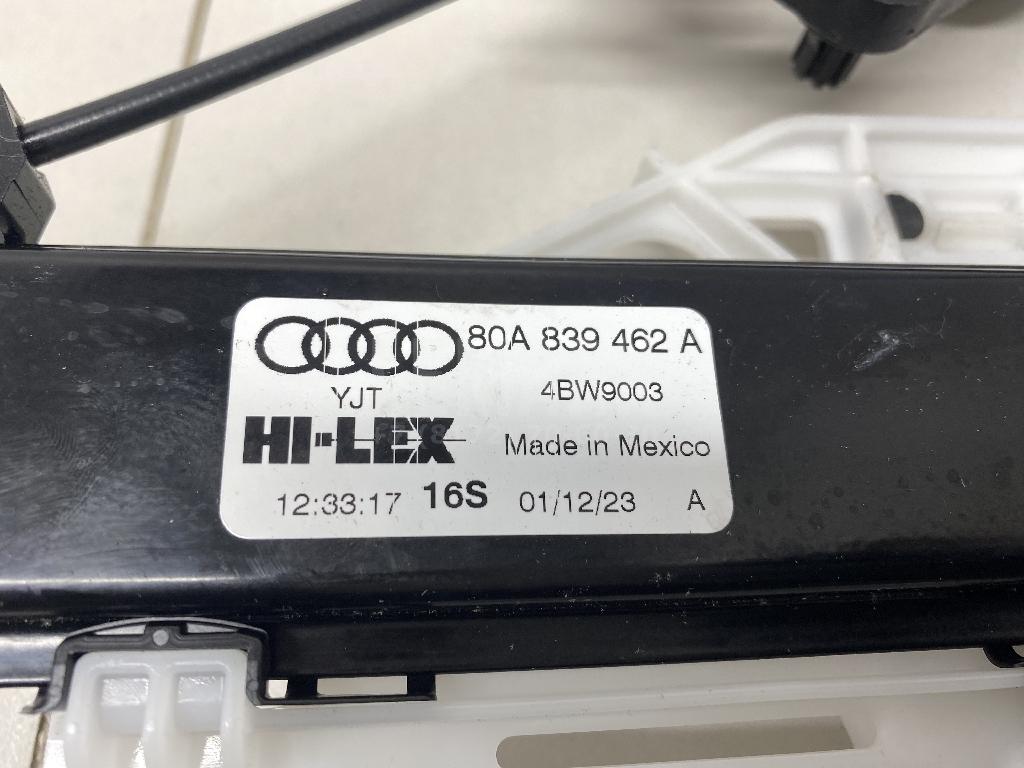 80A 839 462 A
YJT 4BW9003
HI-LEX Made in Mexico
12:33:17 16S 01/12/23 A